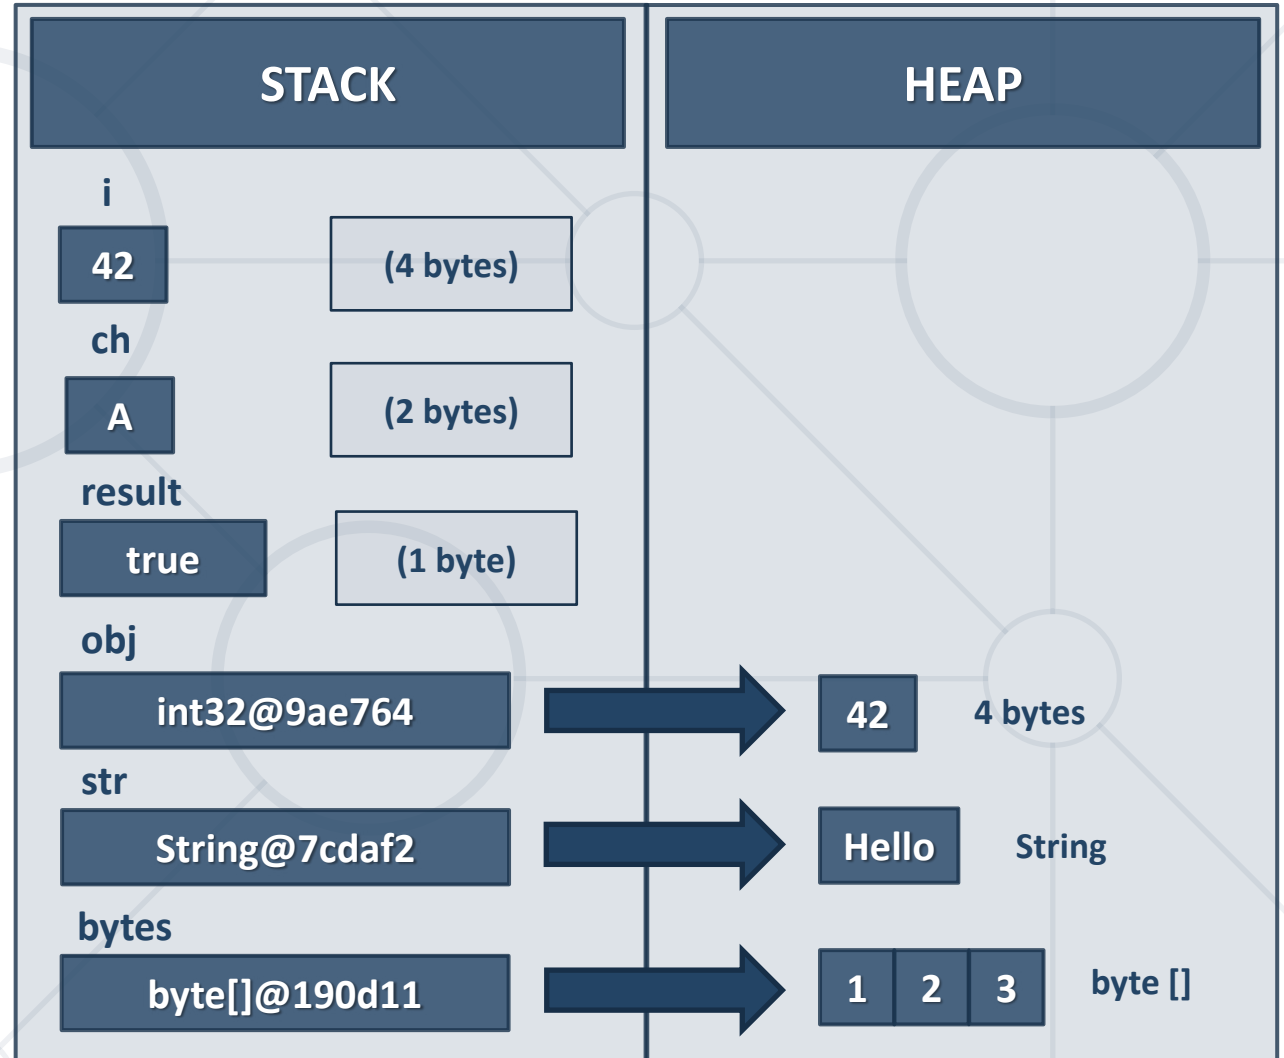 STACK
HEAP
i
42
(4 bytes)
ch
A
(2 bytes)
result
true
(1 byte)
obj
int32@9ae764
42
4 bytes
str
String@7cdaf2
Hello
String
bytes
byte[]@190d11
1 2 3
byte []